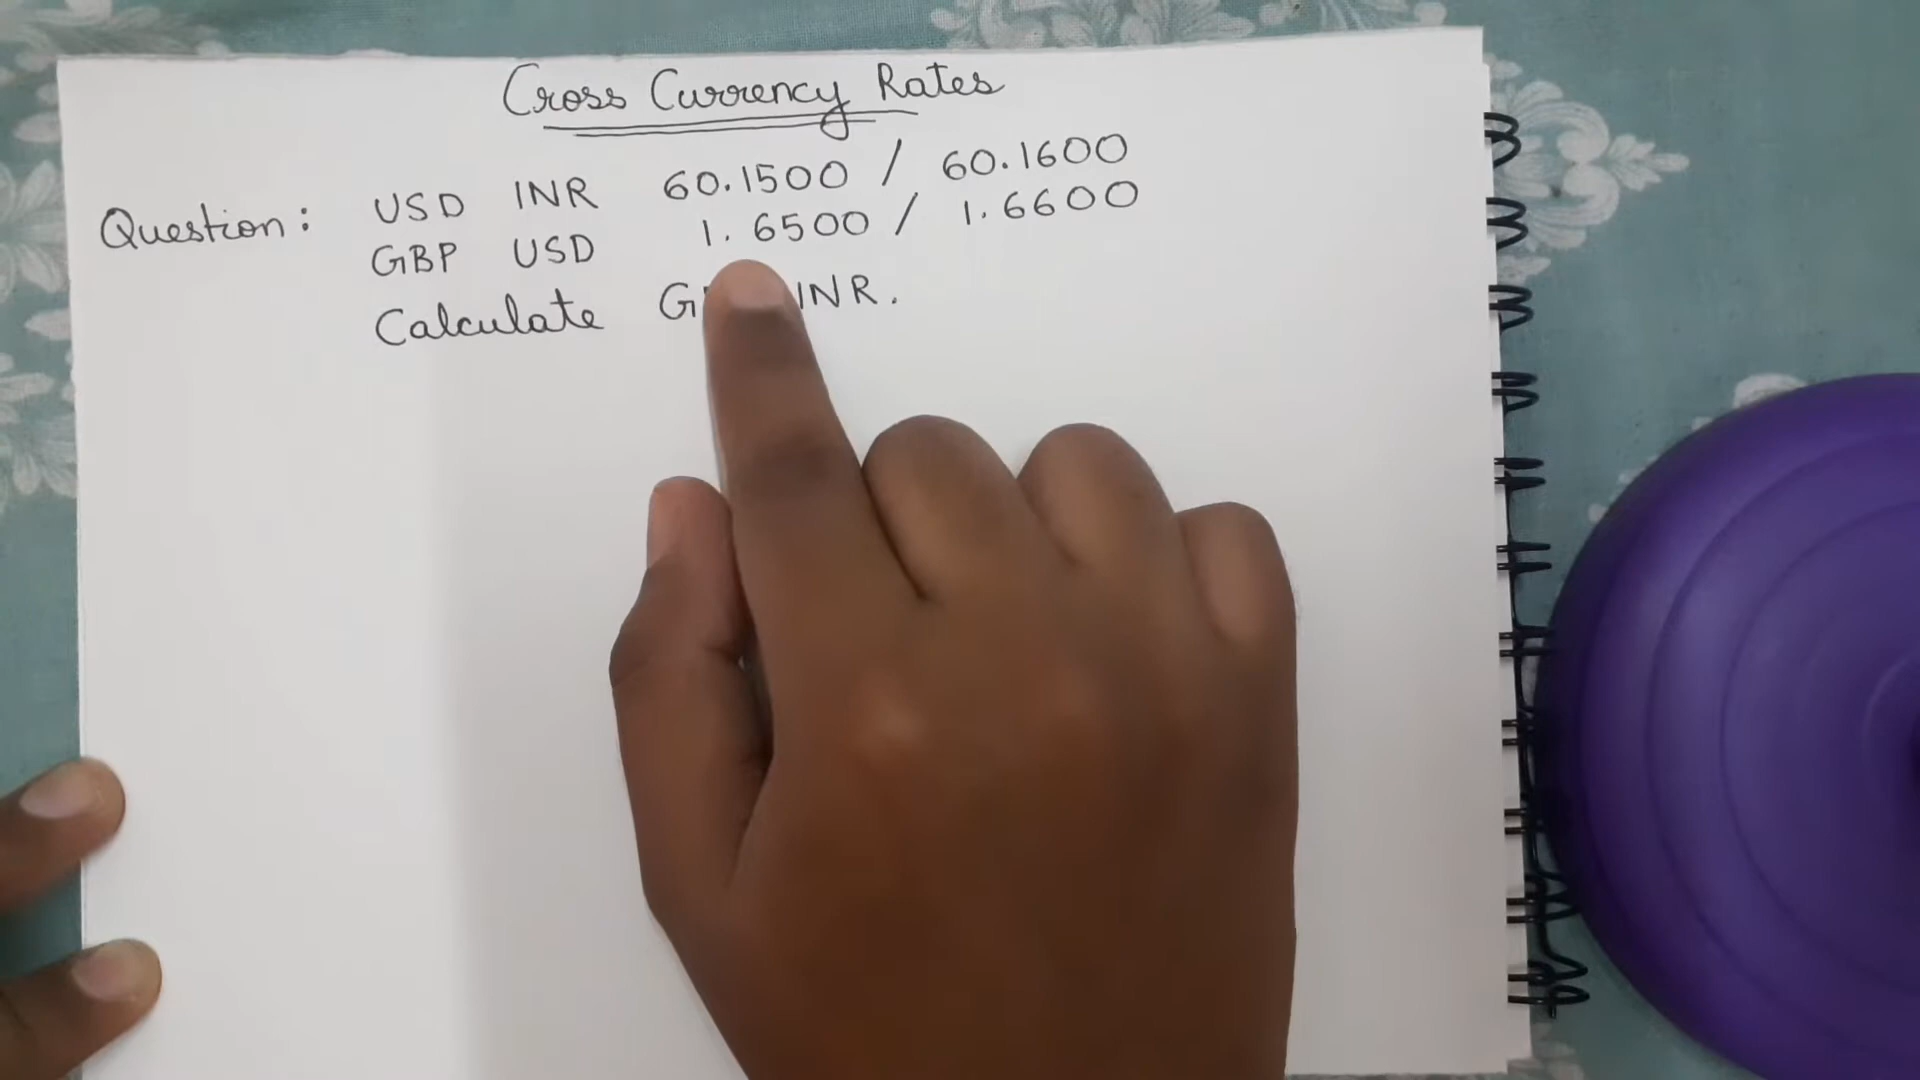 Cross Currency Rates
Question: USD INR 60.1500 / 60.1600
GBP USD 1.6500 / 1.6600
Calculate INR.